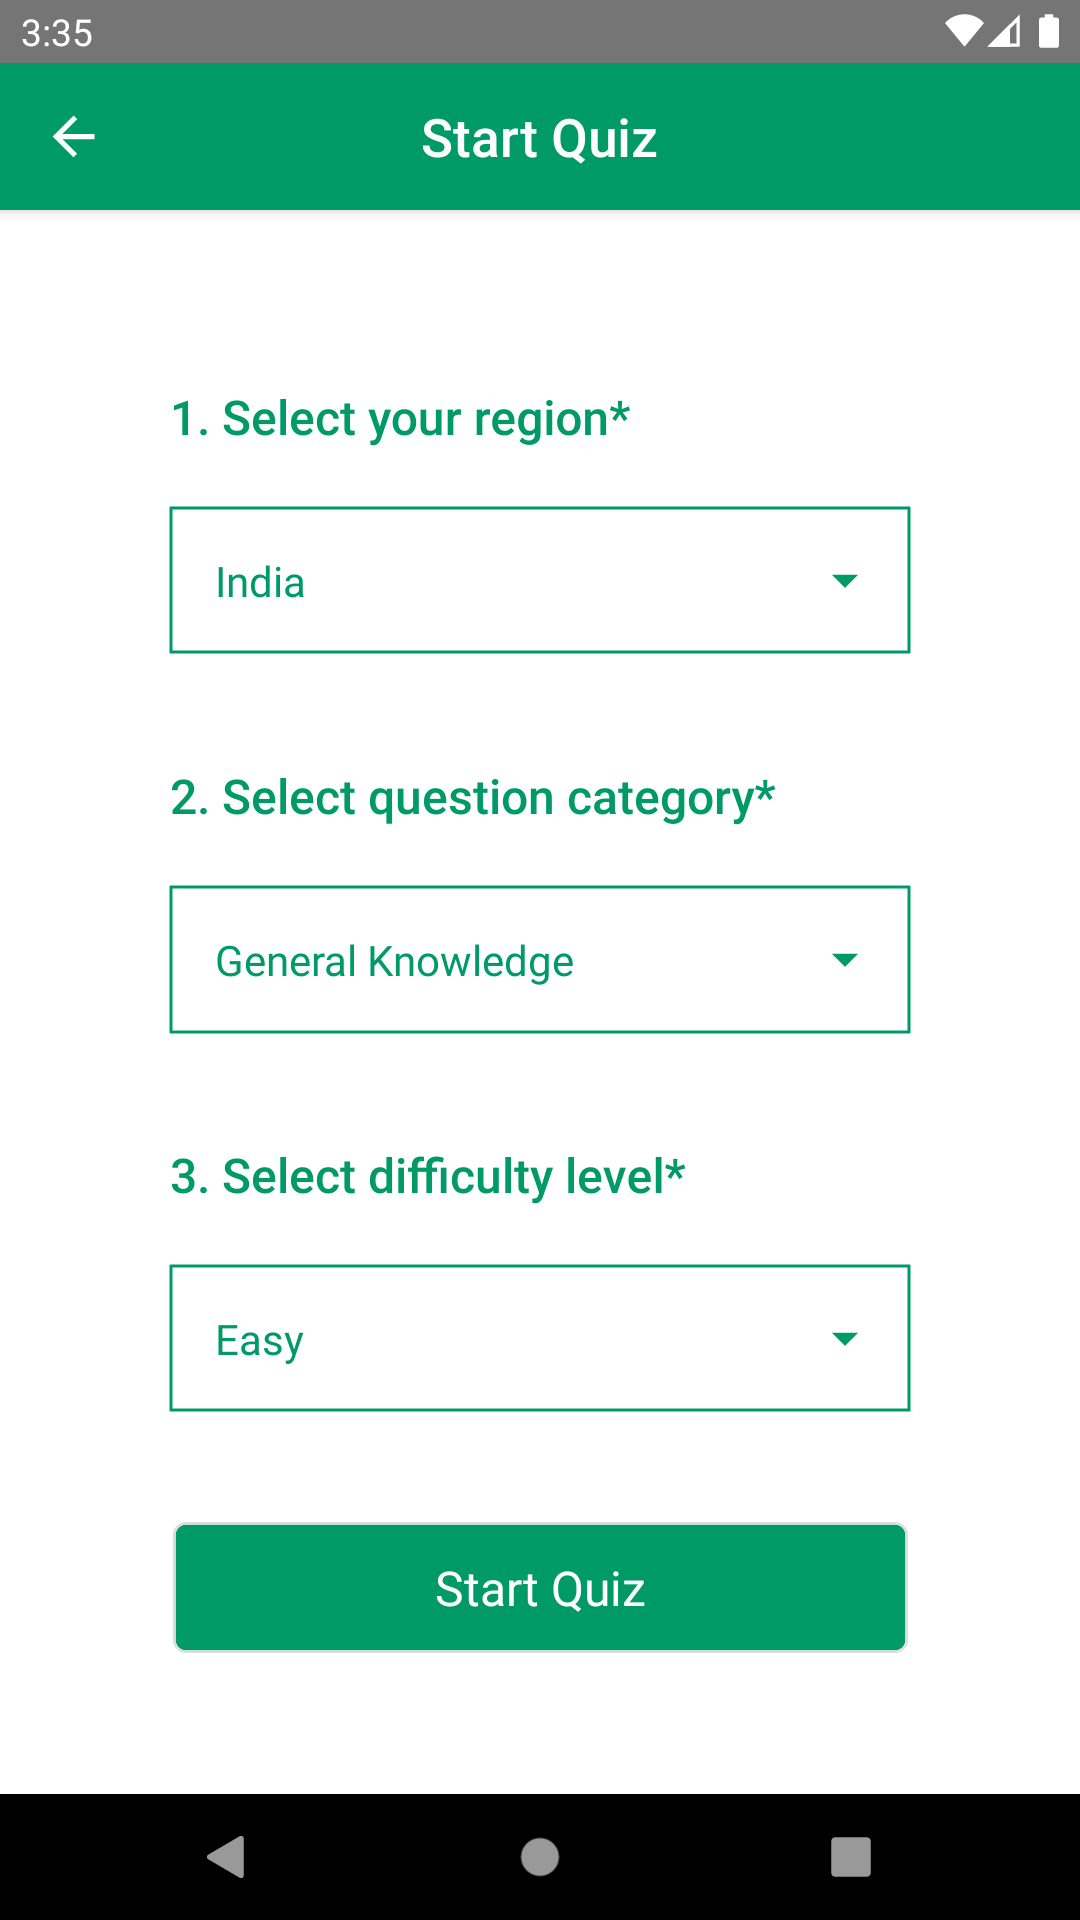 3:35
Start Quiz
1. Select your region*
India
2. Select question category*
General Knowledge
3. Select difficulty level*
Easy
Start Quiz